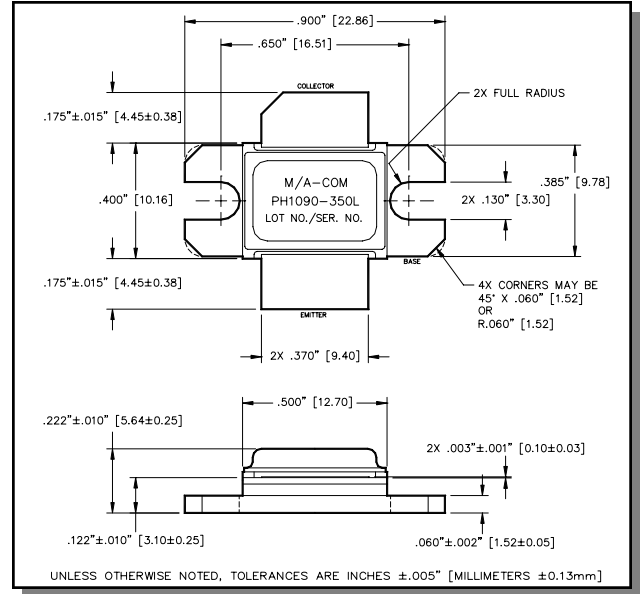 .900" [22.86]
.650" [16.51]
COLLECTOR
2X FULL RADIUS
.175"±.015" [4.45±0.38]
M/A-COM
PH1090-350L
LOT NO./SER. NO.
.400" [10.16]
2X .130" [3.30]
.385" [9.78]
BASE
.175"±.015" [4.45±0.38]
4X CORNERS MAY BE
45° X .060" [1.52]
OR
R.060" [1.52]
EMITTER
2X .370" [9.40]
.500" [12.70]
.222"±.010" [5.64±0.25]
2X .003"±.001" [0.10±0.03]
.122"±.010" [3.10±0.25]
.060"±.002" [1.52±0.05]
UNLESS OTHERWISE NOTED, TOLERANCES ARE INCHES ±.005" [MILLIMETERS ±0.13mm]